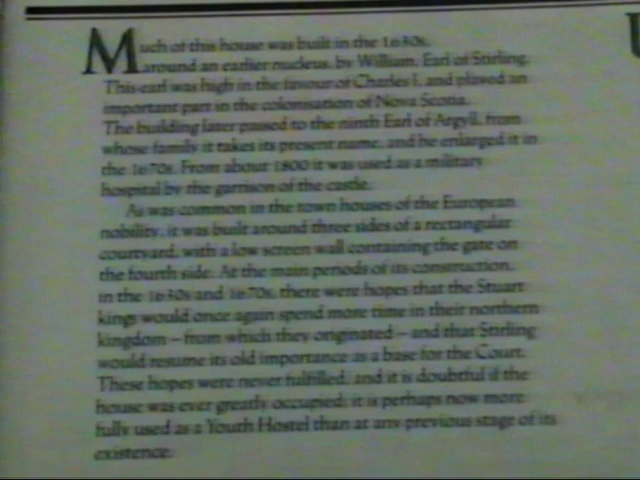 Much of this house was built in the 1630s,
around an earlier nucleus, by William, Earl of Stirling.
This earl was high in the favour of Charles I, and played an
important part in the colonisation of Nova Scotia.
The building later passed to the ninth Earl of Argyll, from
whose family it takes its present name, and he enlarged it in
the 1670s. From about 1800 it was used as a military
hospital by the garrison of the castle.
As was common in the town houses of the European
nobility, it was built around three sides of a rectangular
courtyard, with a low screen wall containing the gate on
the fourth side. At the main periods of its construction,
in the 1630s and 1670s, there were hopes that the Stuart
kings would once again spend more time in their northern
kingdom – from which they originated – and that Stirling
would resume its old importance as a base for the Court.
These hopes were never fulfilled, and it is doubtful if the
house was ever greatly occupied; it is perhaps now more
fully used as a Youth Hostel than at any previous stage of its
existence.